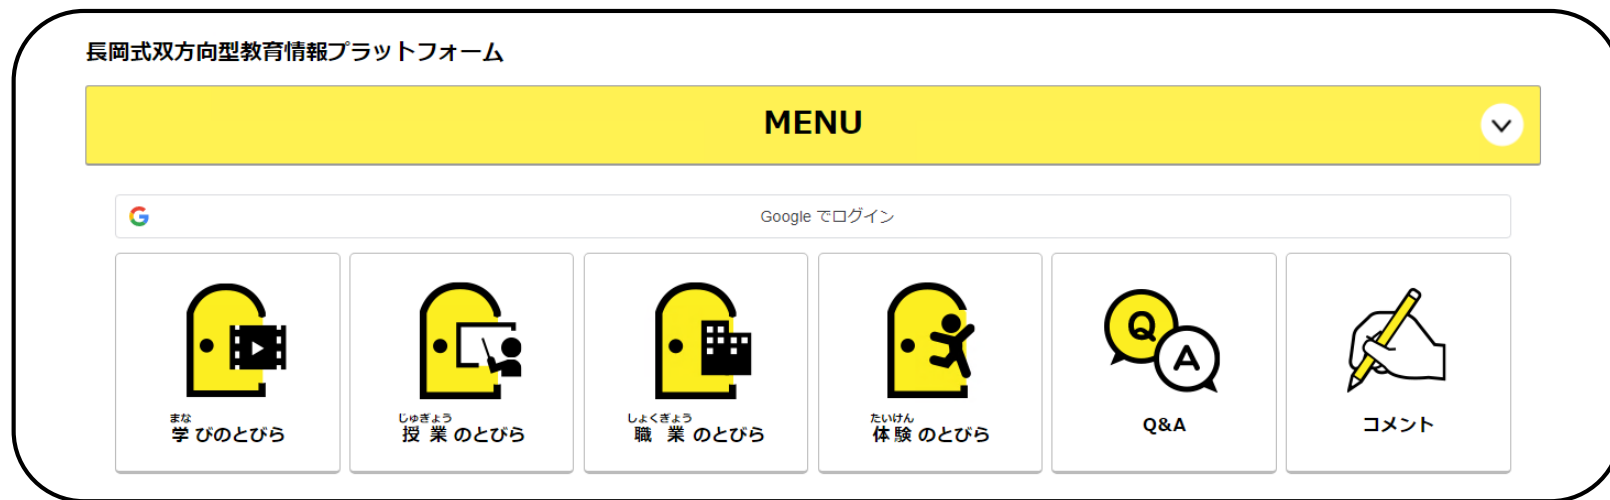 長岡式双方向型教育情報プラットフォーム
MENU
Google でログイン
まな
学びのとびら
じゅぎょう
授業のとびら
しょくぎょう
職業のとびら
たいけん
体験のとびら
Q
A
Q&A
コメント